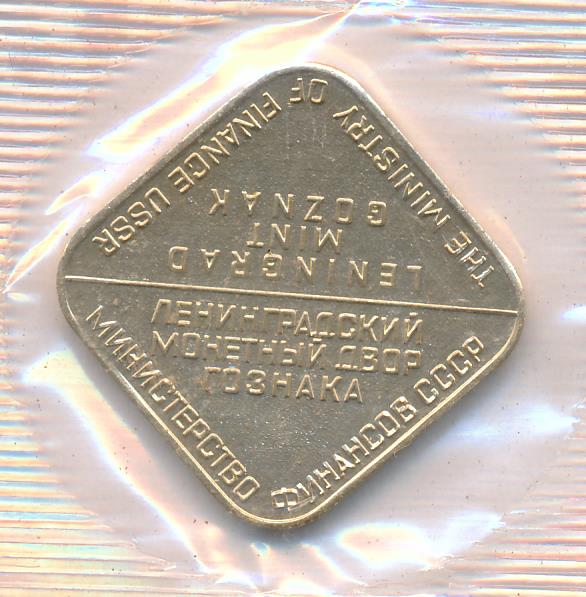 THE MINISTRY OF FINANCE USSR
LENINGRAD
MINT
GOZNAK
ЛЕНИНГРАДСКИЙ
МОНЕТНЫЙ ДВОР
ГОЗНАКА
МИНИСТЕРСТВО ФИНАНСОВ СССР